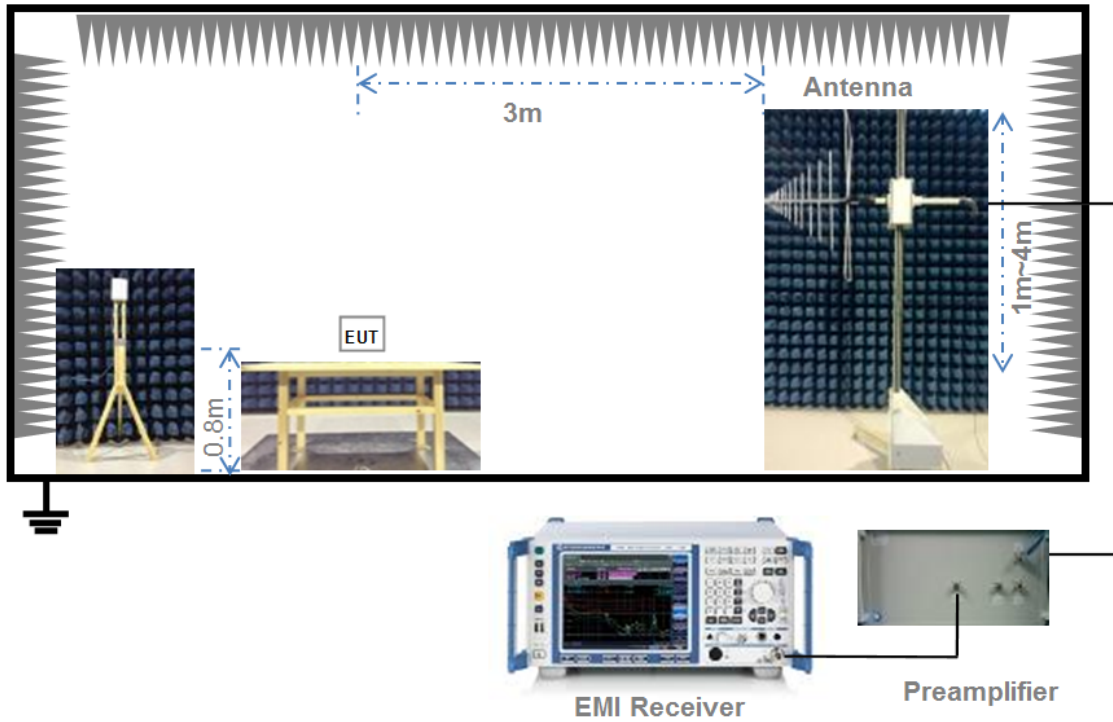 Antenna
3m
1m~4m
EUT
0.8m
EMI Receiver
Preamplifier